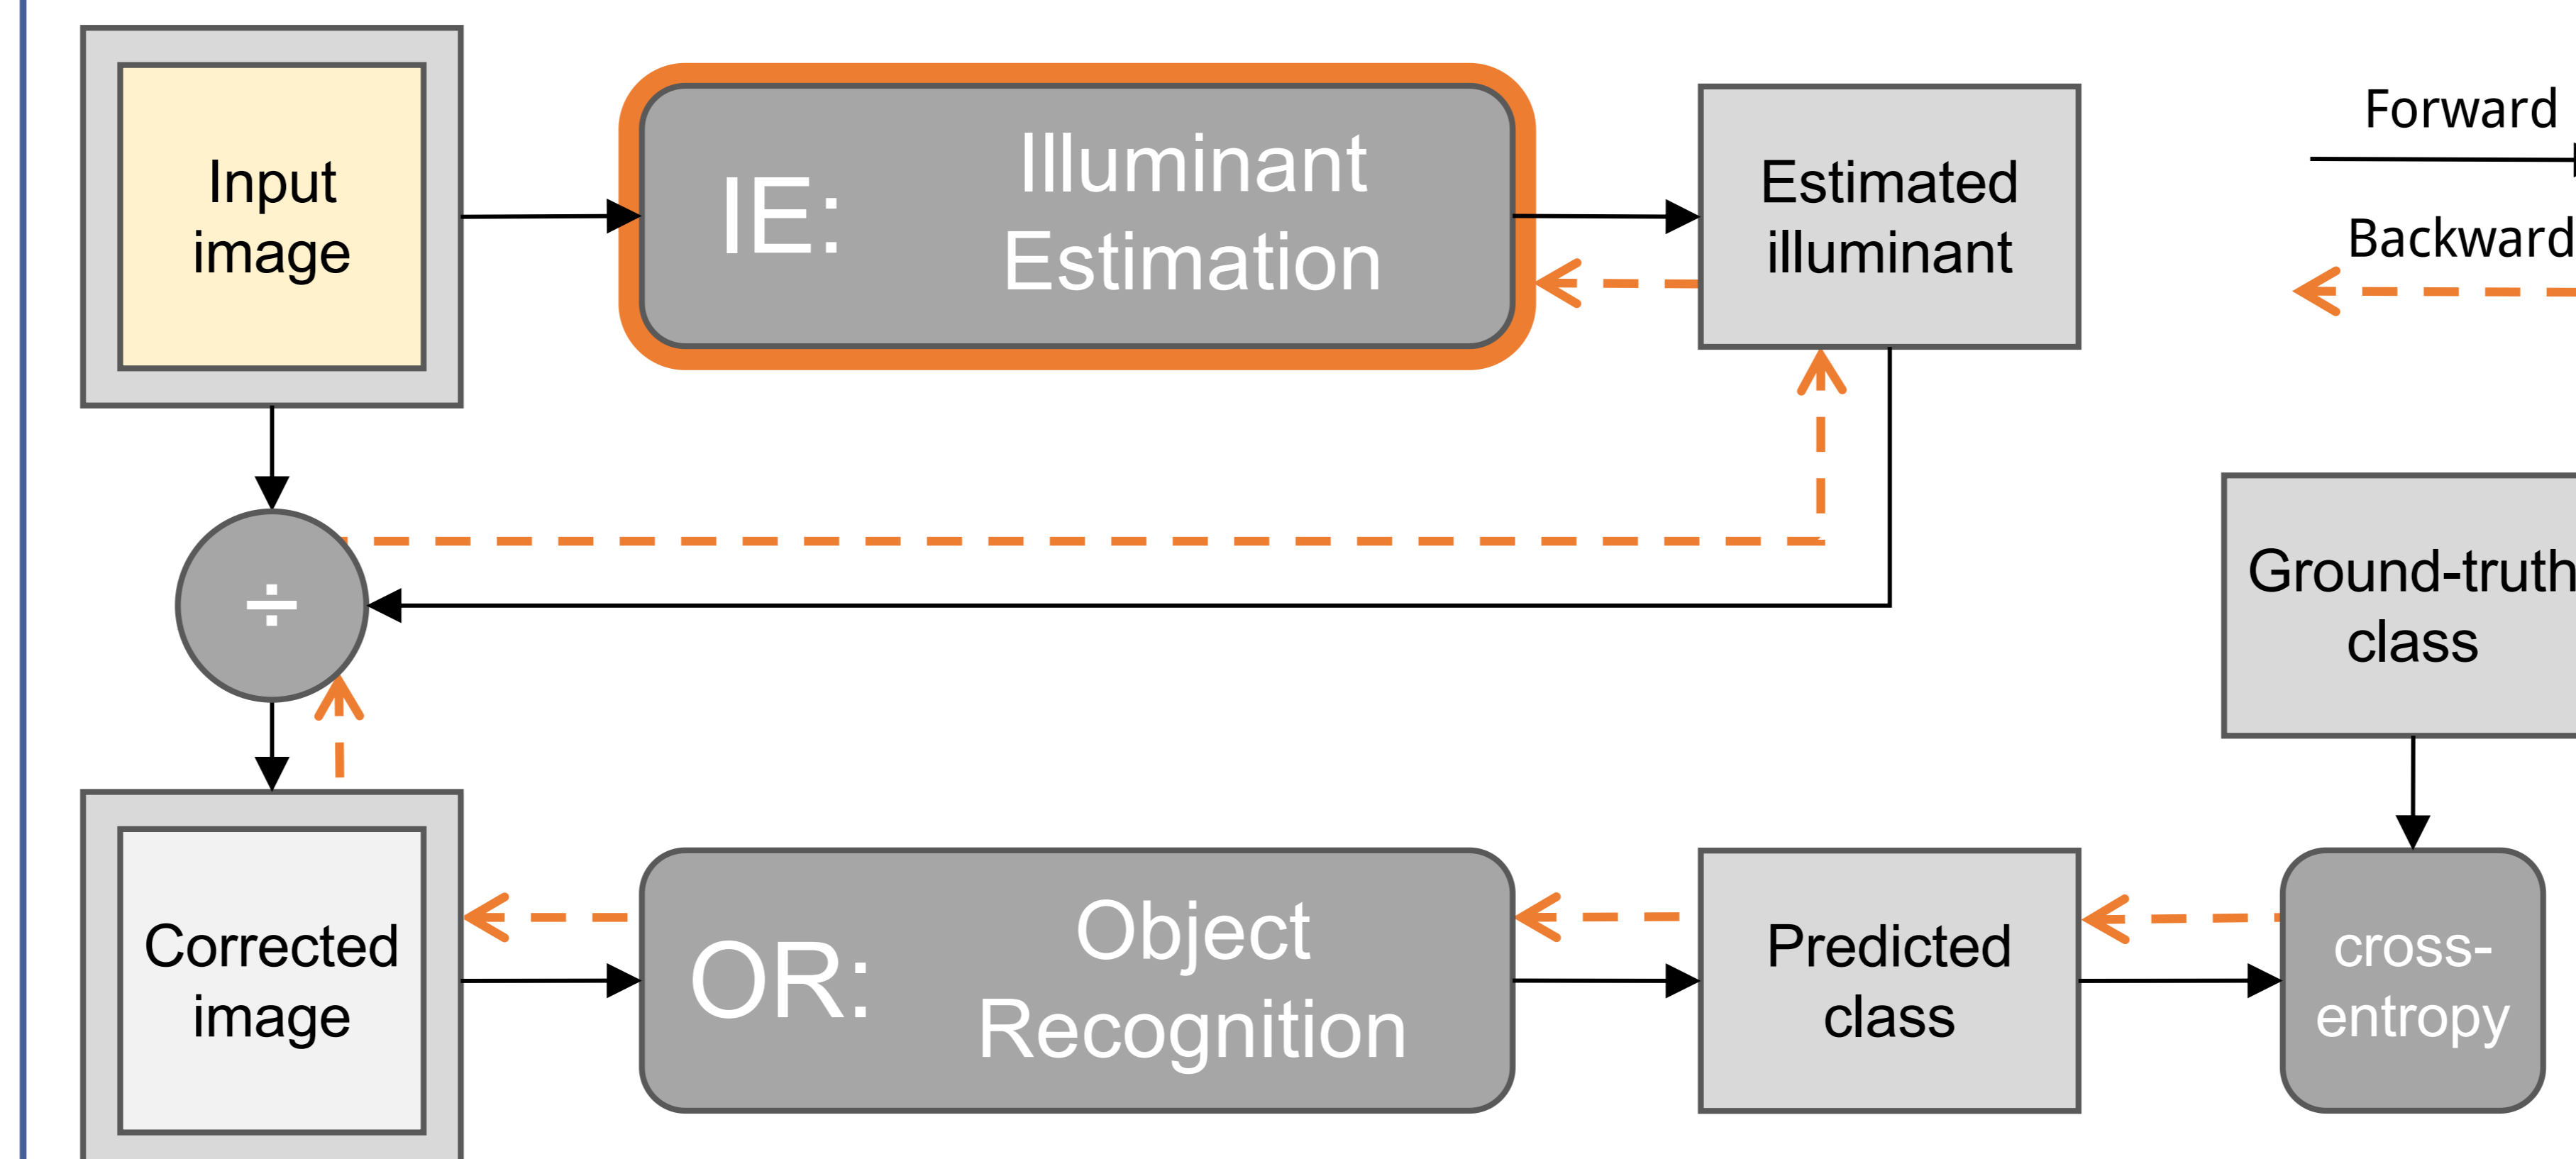 Input
image
IE:
Illuminant
Estimation
Estimated
illuminant
Forward
Backward
÷
Ground-truth
class
Corrected
image
OR:
Object
Recognition
Predicted
class
cross-
entropy